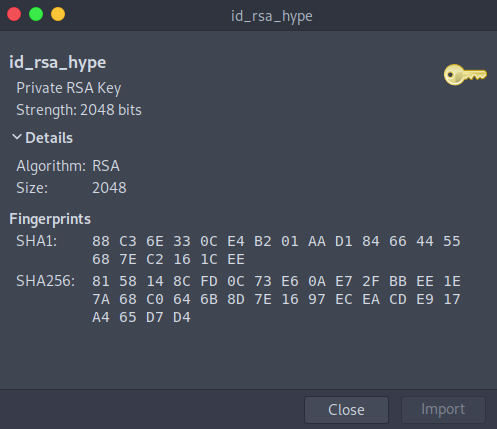 id_rsa_hype
id_rsa_hype
Private RSA Key
Strength: 2048 bits
Details
Algorithm: RSA
Size: 2048
Fingerprints
SHA1: 88 C3 6E 33 0C E4 B2 01 AA D1 84 66 44 55
68 7E C2 16 1C EE
SHA256: 81 58 14 8C FD 0C 73 E6 0A E7 2F BB EE 1E
7A 68 C0 64 6B 8D 7E 16 97 EC EA CD E9 17
A4 65 D7 D4
Close Import